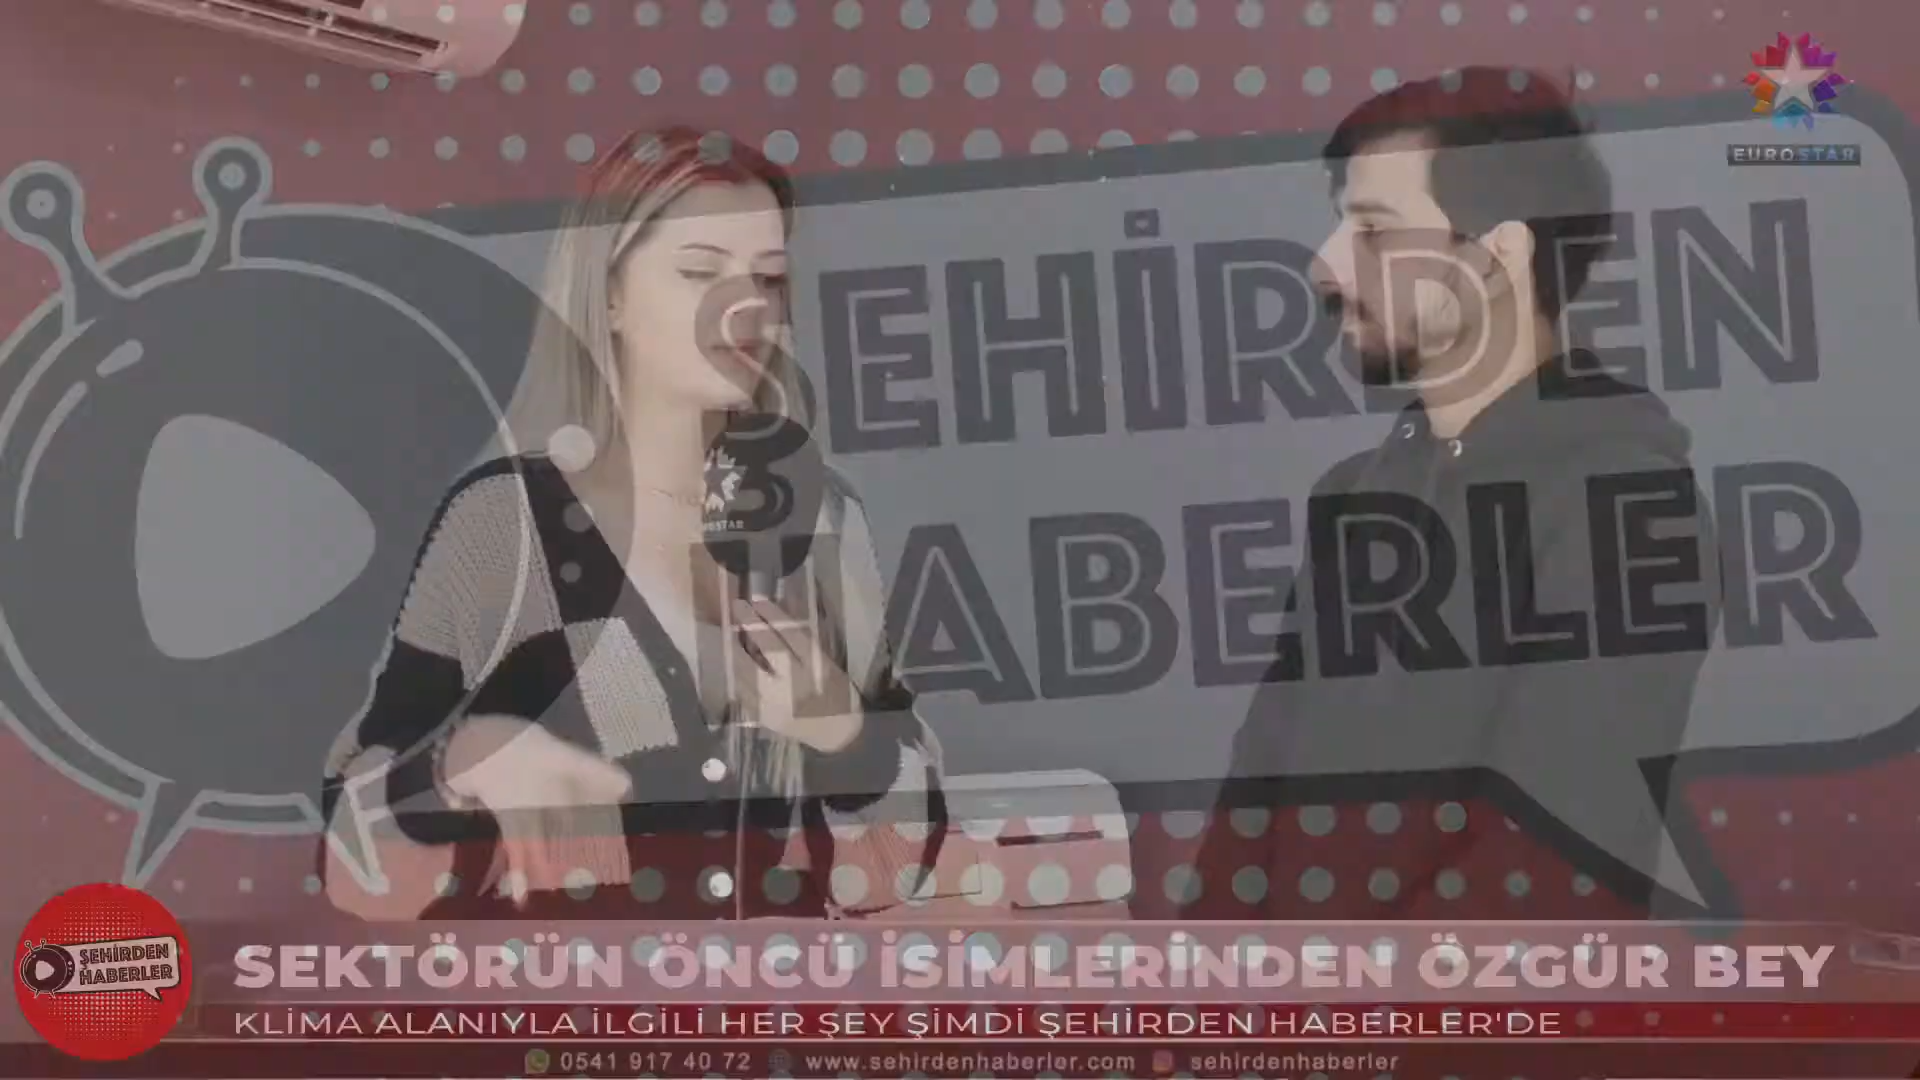 EUROSTAR
ŞEHİRDEN
HABERLER
EUROSTAR
SEKTÖRÜN ÖNCÜ İSİMLERİNDEN ÖZGÜR BEY
ŞEHİRDEN
HABERLER
KLİMA ALANIYLA İLGİLİ HER ŞEY ŞİMDİ ŞEHİRDEN HABERLER'DE
0541 917 40 72 www.sehirdenhaberler.com sehirdenhaberler